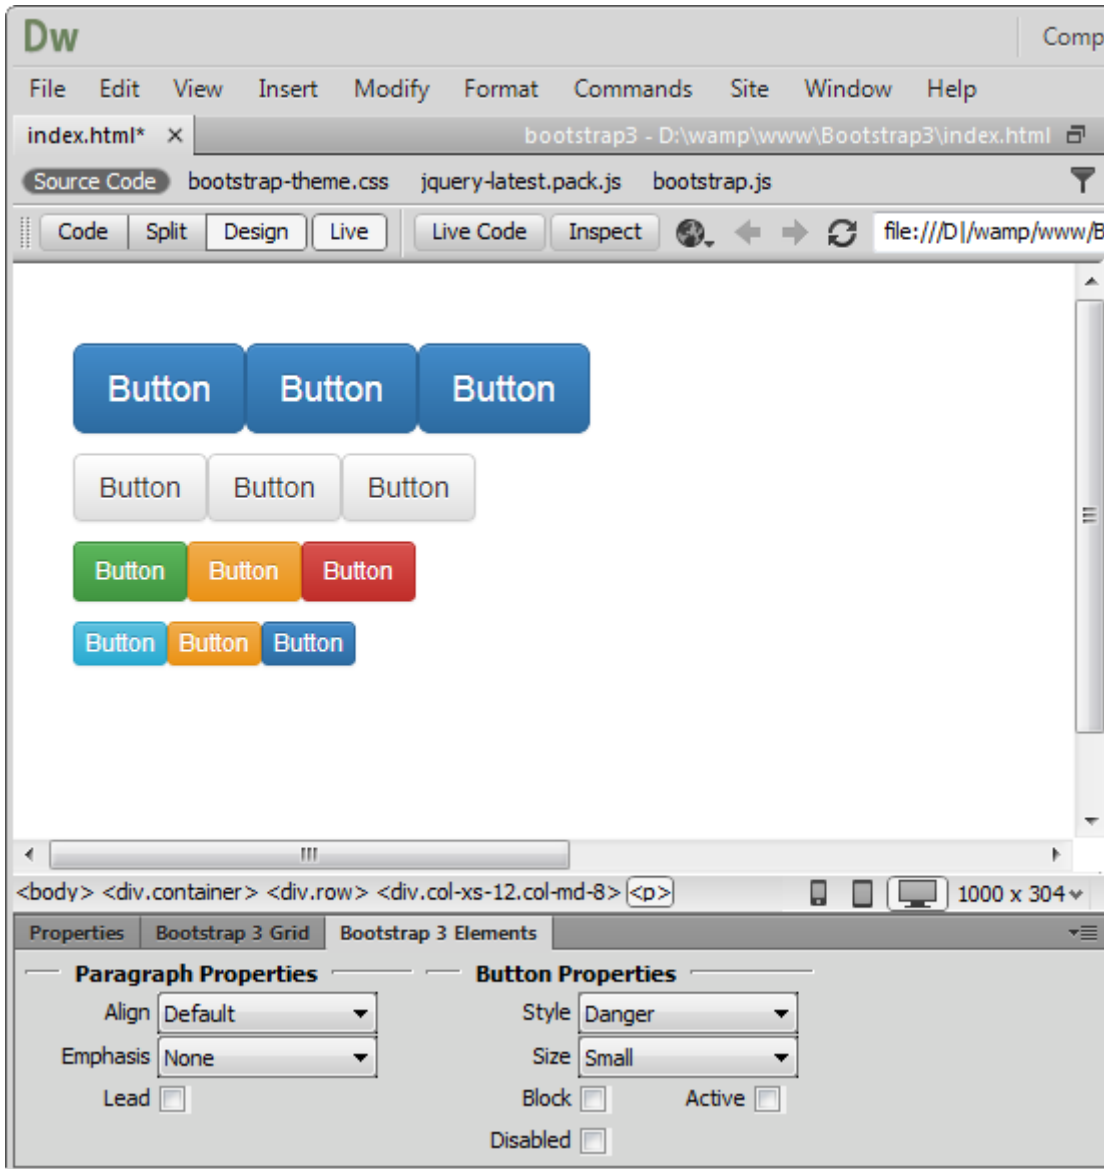 Dw Comp
File Edit View Insert Modify Format Commands Site Window Help
index.html* × bootstrap3 - D:\wamp\www\Bootstrap3\index.html
Source Code bootstrap-theme.css jquery-latest.pack.js bootstrap.js
Code Split Design Live Live Code Inspect file:///D|/wamp/www/B
Button Button Button
Button Button Button
Button Button Button
Button Button Button
<body> <div.container> <div.row> <div.col-xs-12.col-md-8> <p> 1000 x 304
Properties Bootstrap 3 Grid Bootstrap 3 Elements
Paragraph Properties Button Properties
Align Default Style Danger
Emphasis None Size Small
Lead Block Active
Disabled